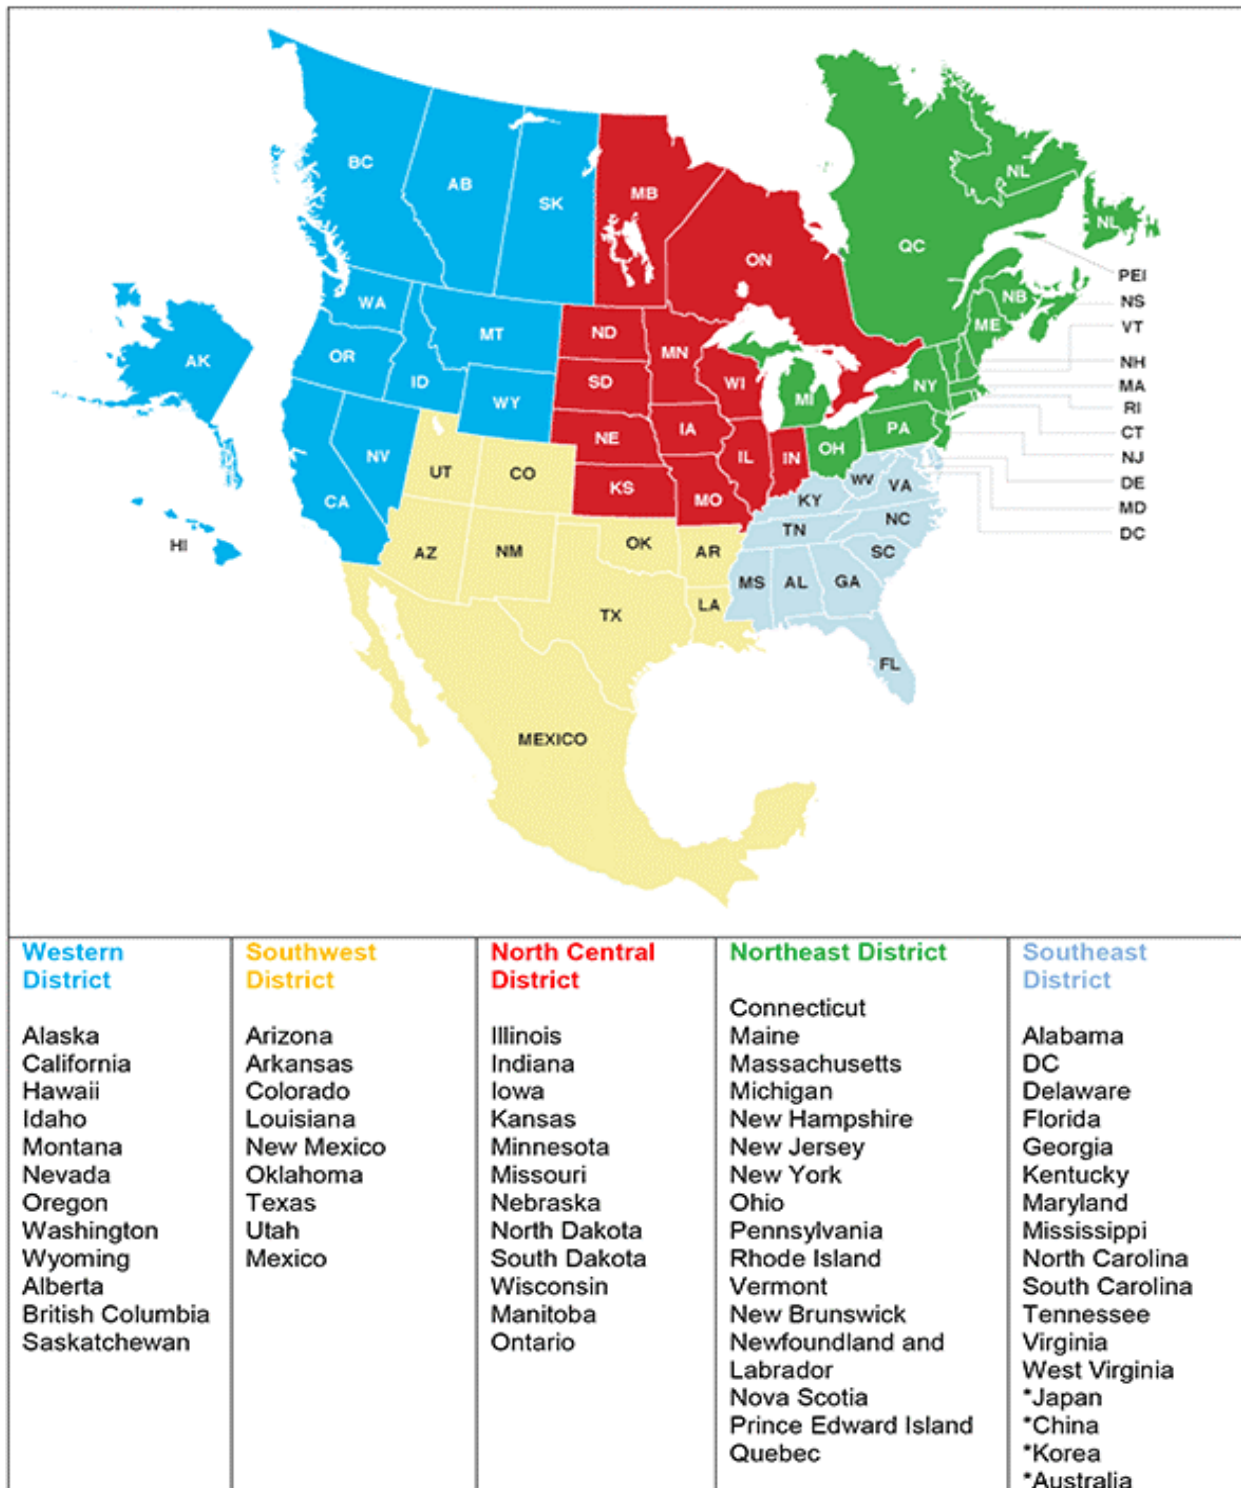 BC
AB
SK
MB
ON
QC
NL
NL
PEI
NB
NS
ME
VT
WA
MT
ND
MN
NH
AK
OR
ID
SD
WI
MI
NY
MA
WY
RI
NE
IA
PA
CT
NV
UT
CO
IL
IN
OH
NJ
KS
WV
VA
DE
CA
MO
KY
MD
NC
TN
DC
HI
AZ
NM
OK
AR
SC
MS
AL
GA
TX
LA
FL
MEXICO
Western
District
Alaska
California
Hawaii
Idaho
Montana
Nevada
Oregon
Washington
Wyoming
Alberta
British Columbia
Saskatchewan
Southwest
District
Arizona
Arkansas
Colorado
Louisiana
New Mexico
Oklahoma
Texas
Utah
Mexico
North Central
District
Illinois
Indiana
Iowa
Kansas
Minnesota
Missouri
Nebraska
North Dakota
South Dakota
Wisconsin
Manitoba
Ontario
Northeast District
Connecticut
Maine
Massachusetts
Michigan
New Hampshire
New Jersey
New York
Ohio
Pennsylvania
Rhode Island
Vermont
New Brunswick
Newfoundland and
Labrador
Nova Scotia
Prince Edward Island
Quebec
Southeast
District
Alabama
DC
Delaware
Florida
Georgia
Kentucky
Maryland
Mississippi
North Carolina
South Carolina
Tennessee
Virginia
West Virginia
*Japan
*China
*Korea
*Australia